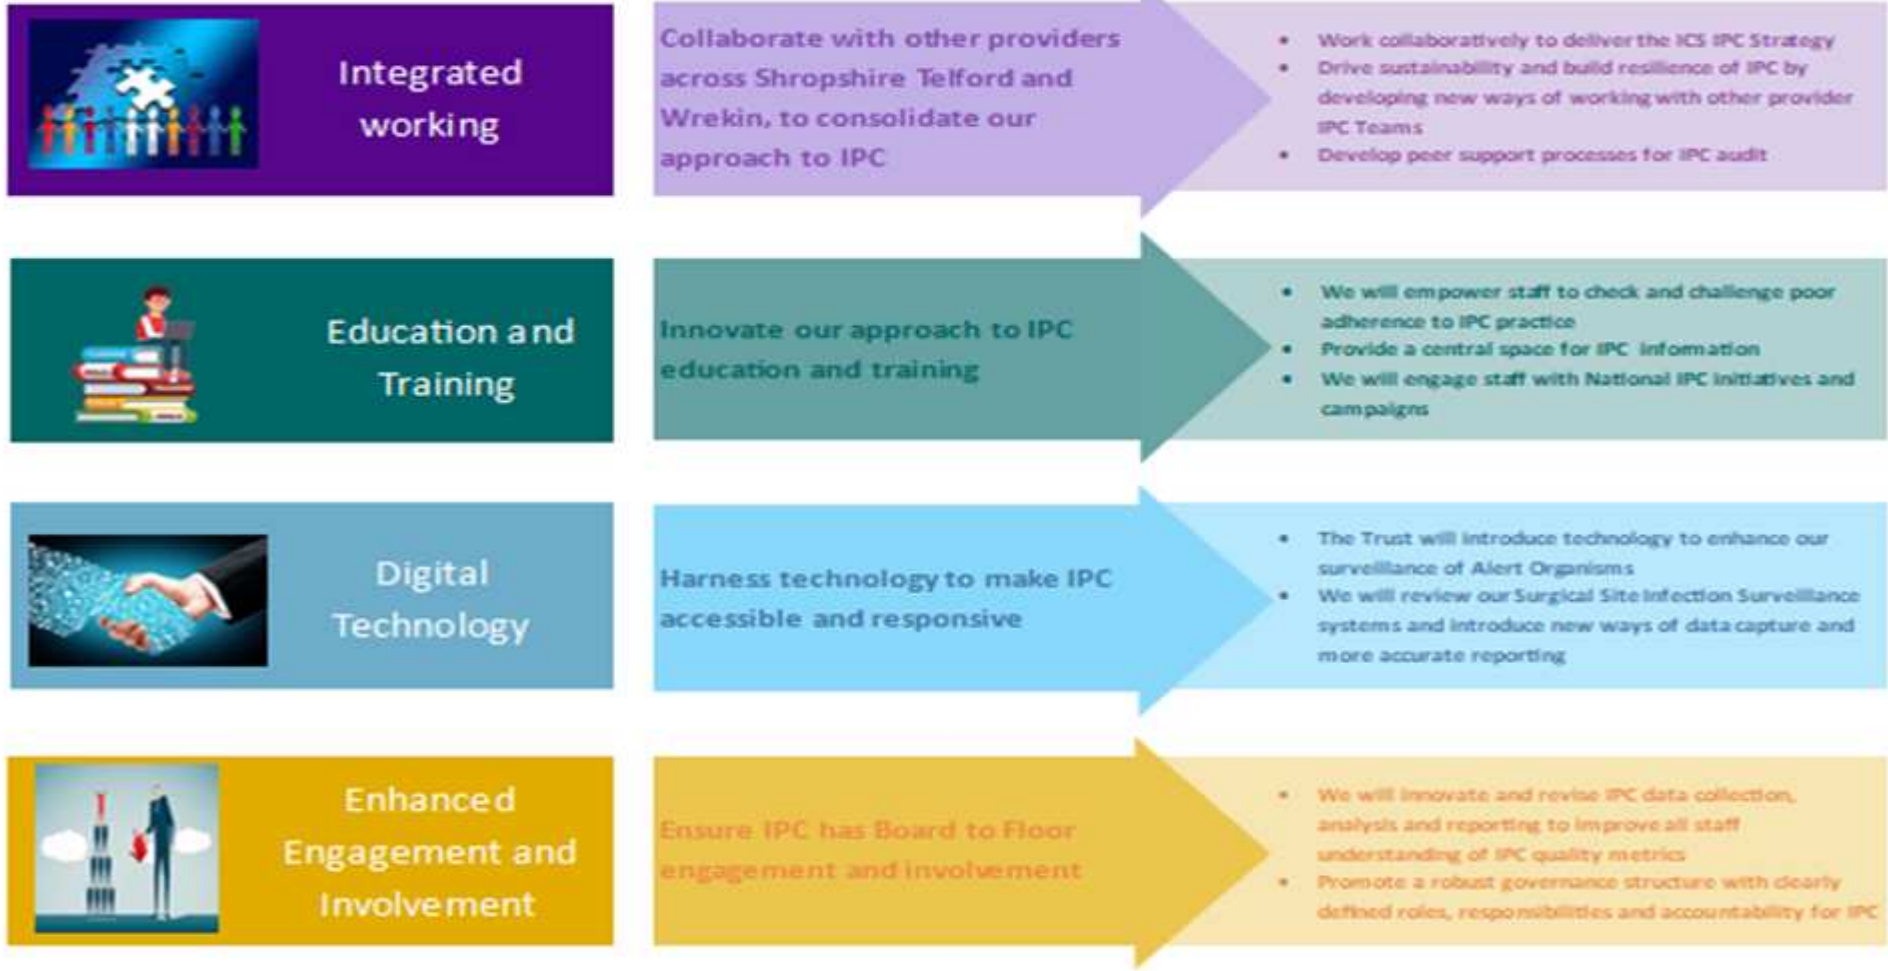 Integrated
working
Collaborate with other providers
across Shropshire Telford and
Wrekin, to consolidate our
approach to IPC
• Work collaboratively to deliver the ICS IPC Strategy
• Drive sustainability and build resilience of IPC by
developing new ways of working with other provider
IPC Teams
• Develop peer support processes for IPC audit
Education and
Training
Innovate our approach to IPC
education and training
• We will empower staff to check and challenge poor
adherence to IPC practice
• Provide a central space for IPC information
• We will engage staff with National IPC initiatives and
campaigns
Digital
Technology
Harness technology to make IPC
accessible and responsive
• The Trust will introduce technology to enhance our
surveillance of Alert Organisms
• We will review our Surgical Site Infection Surveillance
systems and introduce new ways of data capture and
more accurate reporting
Enhanced
Engagement and
Involvement
Ensure IPC has Board to Floor
engagement and involvement
• We will innovate and revise IPC data collection,
analysis and reporting to improve all staff
understanding of IPC quality metrics
• Promote a robust governance structure with clearly
defined roles, responsibilities and accountability for IPC